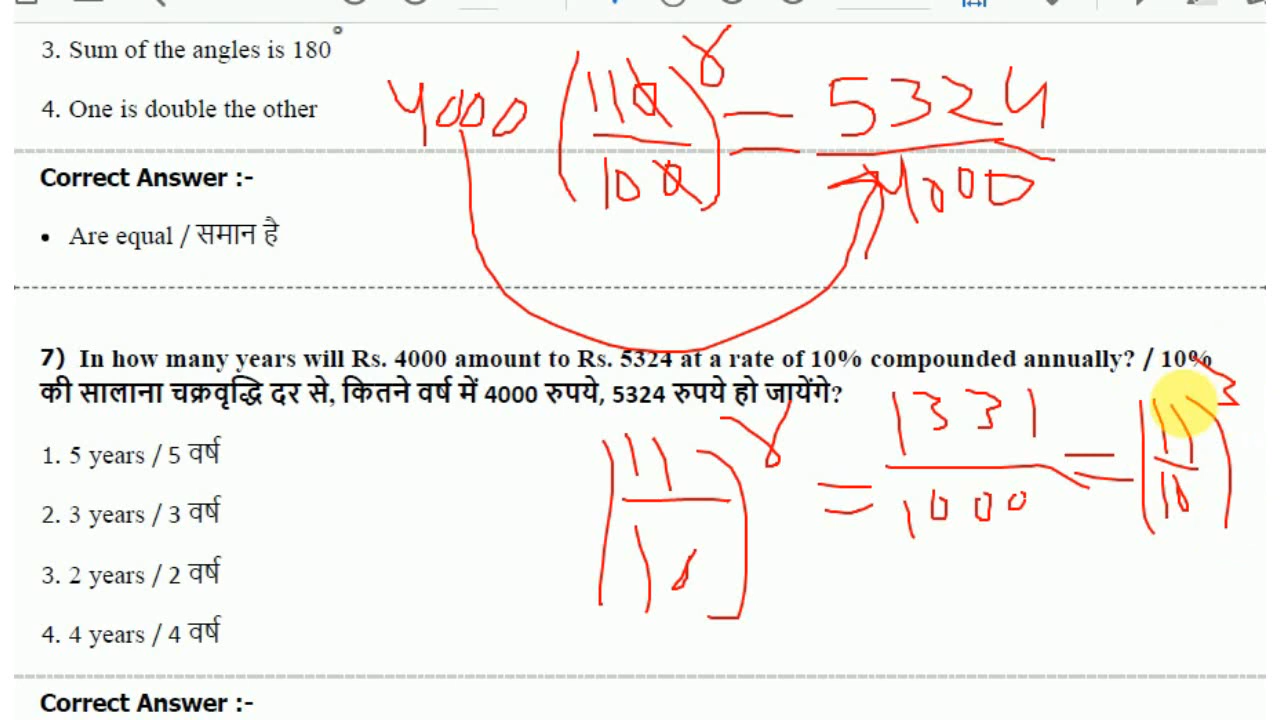 3. Sum of the angles is 180°
4. One is double the other
4000 (110/100)^γ = 5324/4000
Correct Answer :-
• Are equal / समान है
7) In how many years will Rs. 4000 amount to Rs. 5324 at a rate of 10% compounded annually? / 10%
की सालाना चक्रवृद्धि दर से, कितने वर्ष में 4000 रुपये, 5324 रुपये हो जायेंगे?
(11/10)^γ = 1331/1000 = (11/10)^3
1. 5 years / 5 वर्ष
2. 3 years / 3 वर्ष
3. 2 years / 2 वर्ष
4. 4 years / 4 वर्ष
Correct Answer :-